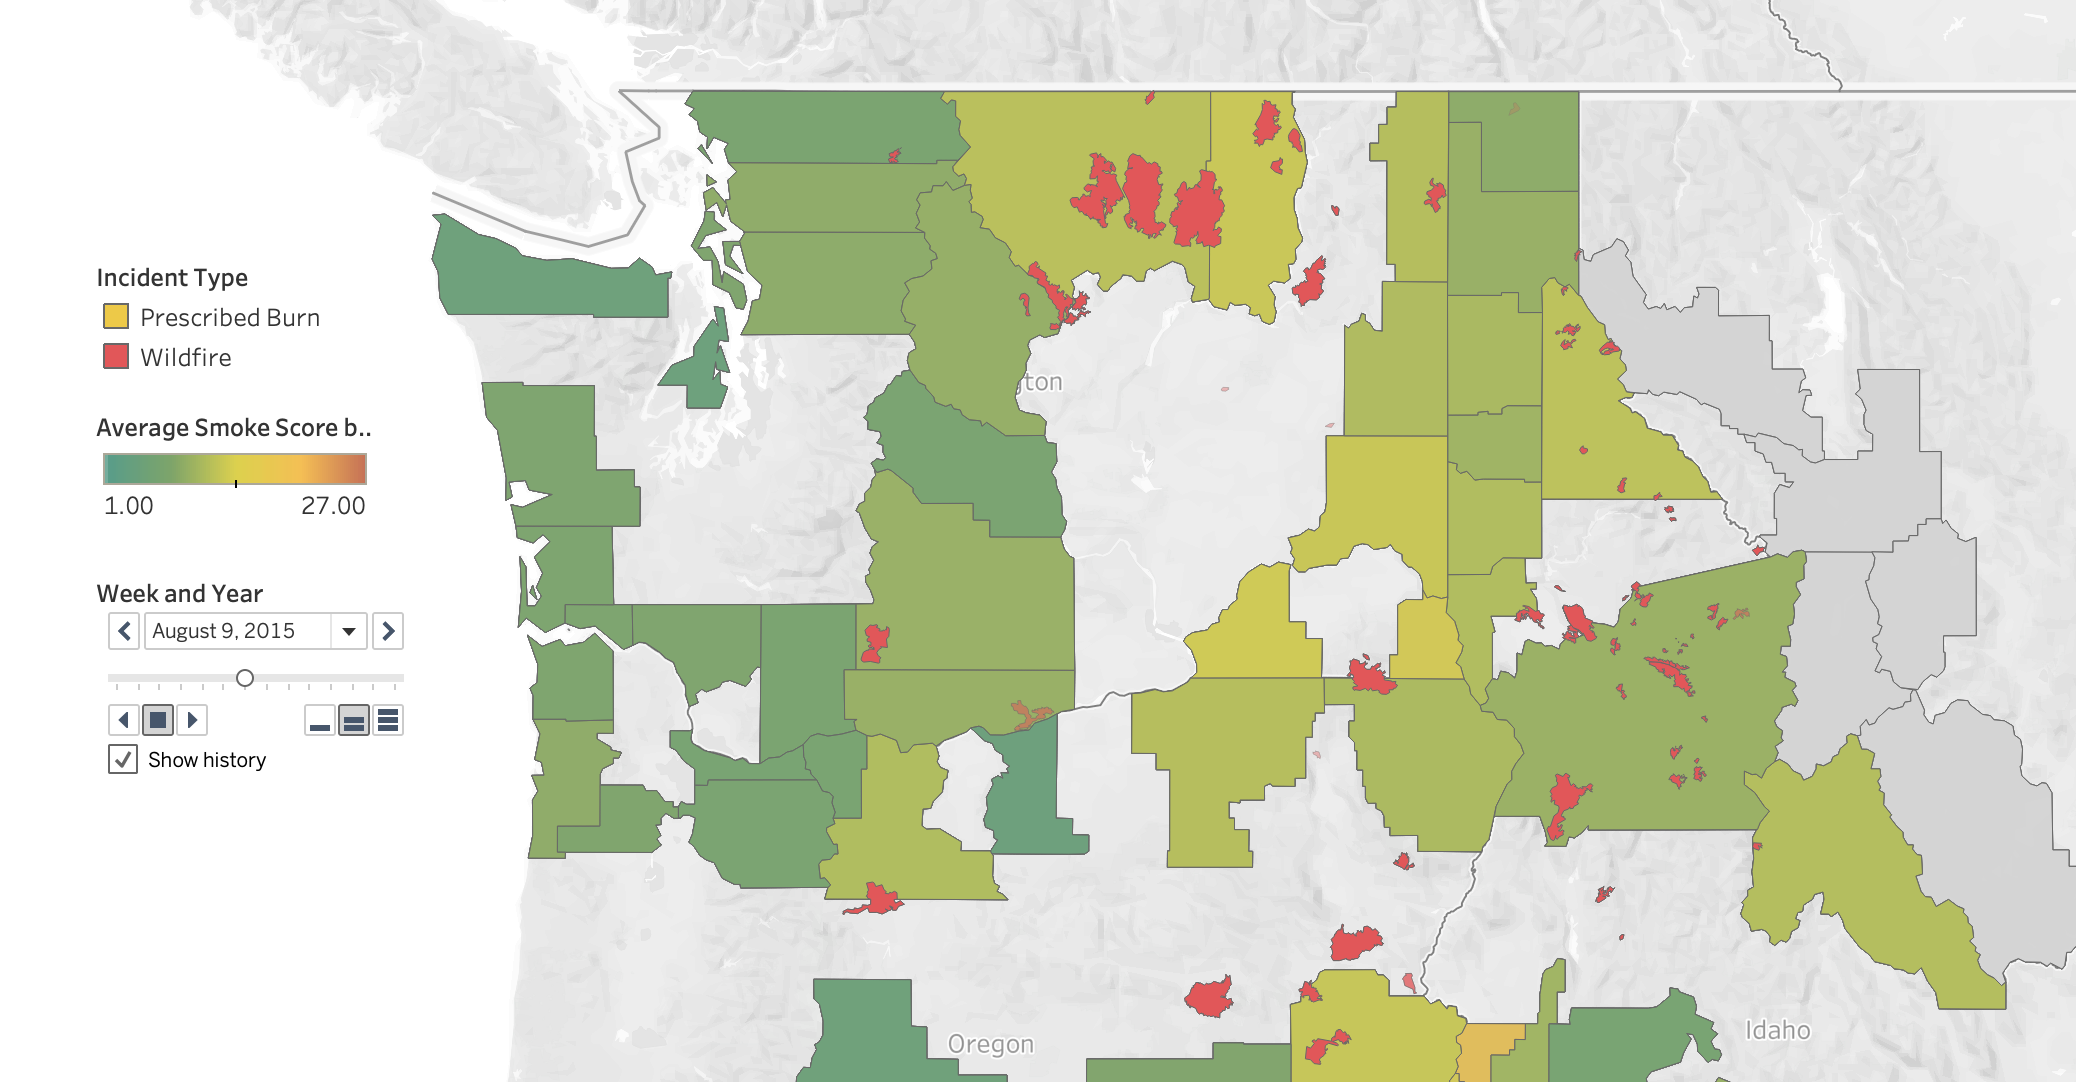 Incident Type
Prescribed Burn
Wildfire
Average Smoke Score b..
1.00 27.00
Week and Year
August 9, 2015
Show history
gton
Oregon
Idaho